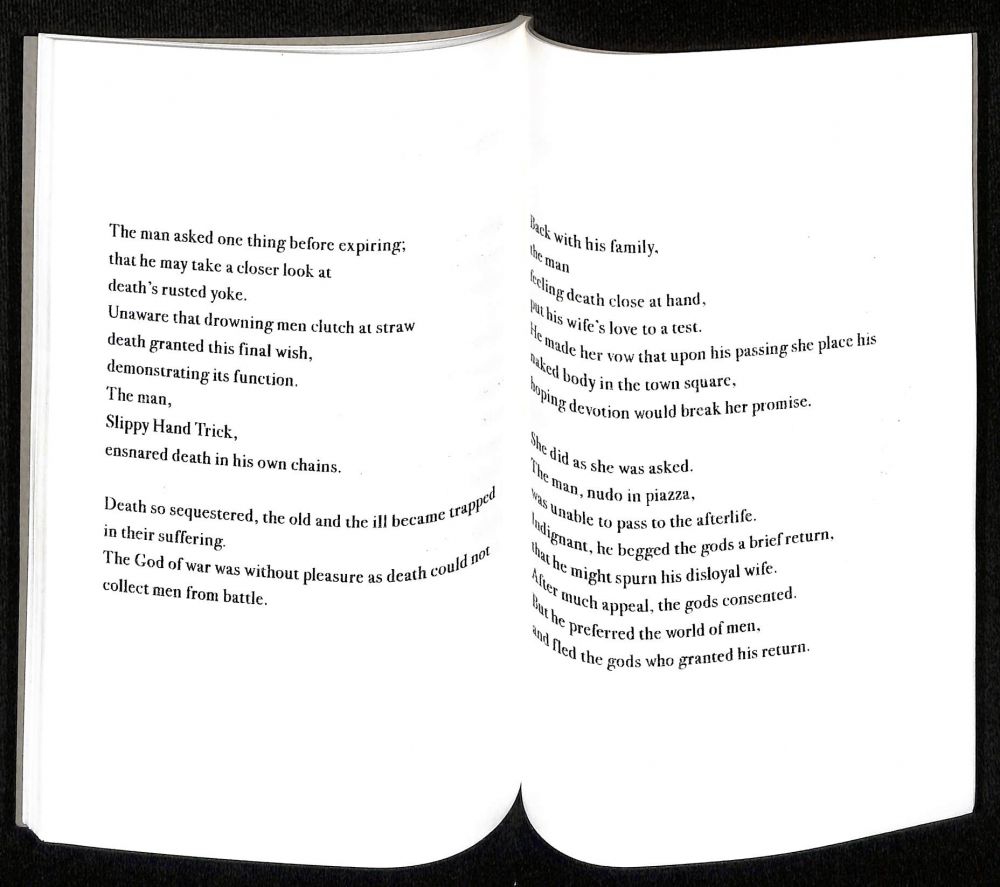 The man asked one thing before expiring;
that he may take a closer look at
death's rusted yoke.
Unaware that drowning men clutch at straw
death granted this final wish,
demonstrating its function.
The man,
Slippy Hand Trick,
ensnared death in his own chains.
Death so sequestered, the old and the ill became trapped
in their suffering.
The God of war was without pleasure as death could not
collect men from battle.
Back with his family,
the man
feeling death close at hand,
put his wife's love to a test.
He made her vow that upon his passing she place his
naked body in the town square,
hoping devotion would break her promise.
She did as she was asked.
The man, nudo in piazza,
was unable to pass to the afterlife.
Indignant, he begged the gods a brief return,
that he might spurn his disloyal wife.
After much appeal, the gods consented.
But he preferred the world of men,
and fled the gods who granted his return.